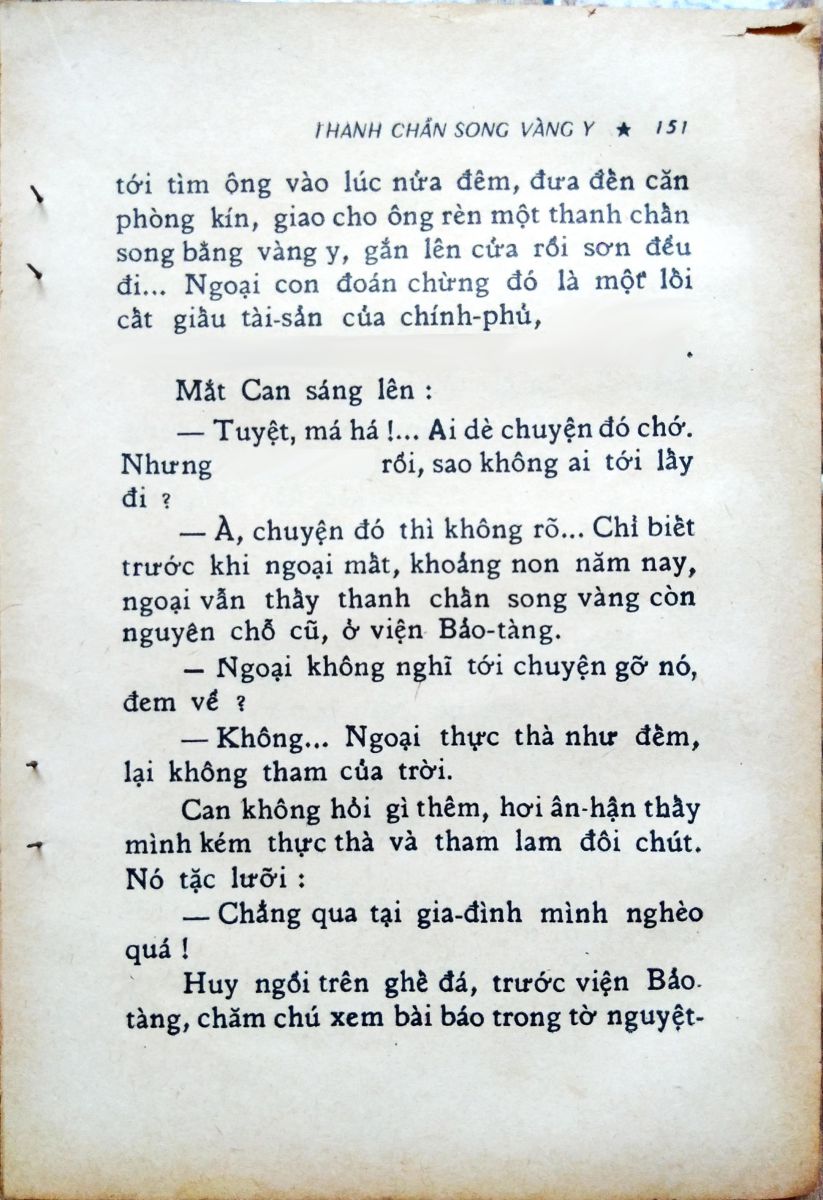 THANH CHẤN SONG VÀNG Y ★ 151
tới tìm ông vào lúc nửa đêm, đưa đến căn
phòng kín, giao cho ông rèn một thanh chấn
song bằng vàng y, gắn lên cửa rồi sơn đều
đi... Ngoại con đoán chừng đó là một lối
cất giấu tài-sản của chính-phủ,
Mắt Can sáng lên :
— Tuyệt, má há !... Ai dè chuyện đó chớ.
Nhưng rồi, sao không ai tới lấy
đi ?
— À, chuyện đó thì không rõ... Chỉ biết
trước khi ngoại mất, khoảng non năm nay,
ngoại vẫn thấy thanh chấn song vàng còn
nguyên chỗ cũ, ở viện Bảo-tàng.
— Ngoại không nghĩ tới chuyện gỡ nó,
đem về ?
— Không... Ngoại thực thà như đếm,
lại không tham của trời.
Can không hỏi gì thêm, hơi ân-hận thấy
mình kém thực thà và tham lam đôi chút.
Nó tặc lưỡi :
— Chẳng qua tại gia-đình mình nghèo
quá !
Huy ngồi trên ghế đá, trước viện Bảo-
tàng, chăm chú xem bài báo trong tờ nguyệt-